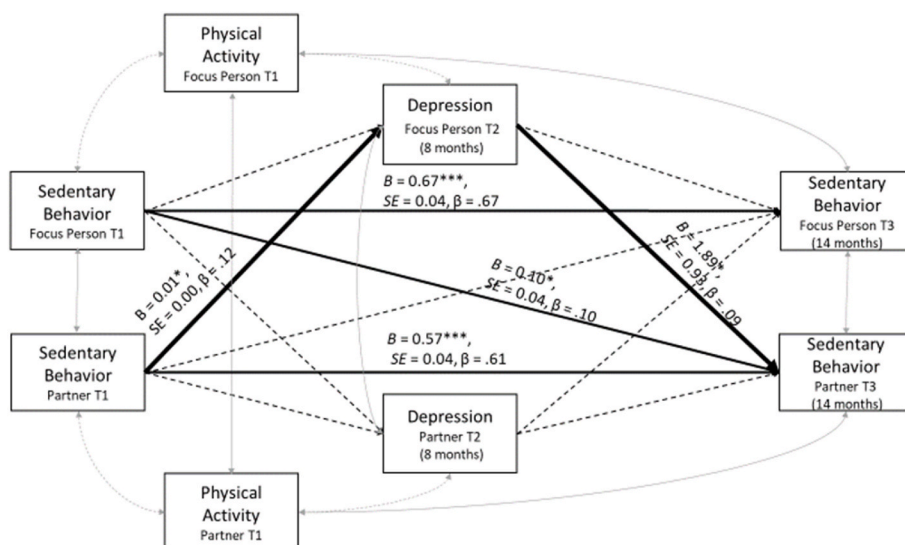 Physical
Activity
Focus Person T1
Depression
Focus Person T2
(8 months)
Sedentary
Behavior
Focus Person T1
B = 0.67***,
SE = 0.04, β = .67
Sedentary
Behavior
Focus Person T3
(14 months)
B = 0.01*,
SE = 0.00, β = .12
B = 0.10*,
SE = 0.04, β = .10
B = 1.89*,
SE = 0.93, β = .09
Sedentary
Behavior
Partner T1
B = 0.57***,
SE = 0.04, β = .61
Sedentary
Behavior
Partner T3
(14 months)
Depression
Partner T2
(8 months)
Physical
Activity
Partner T1